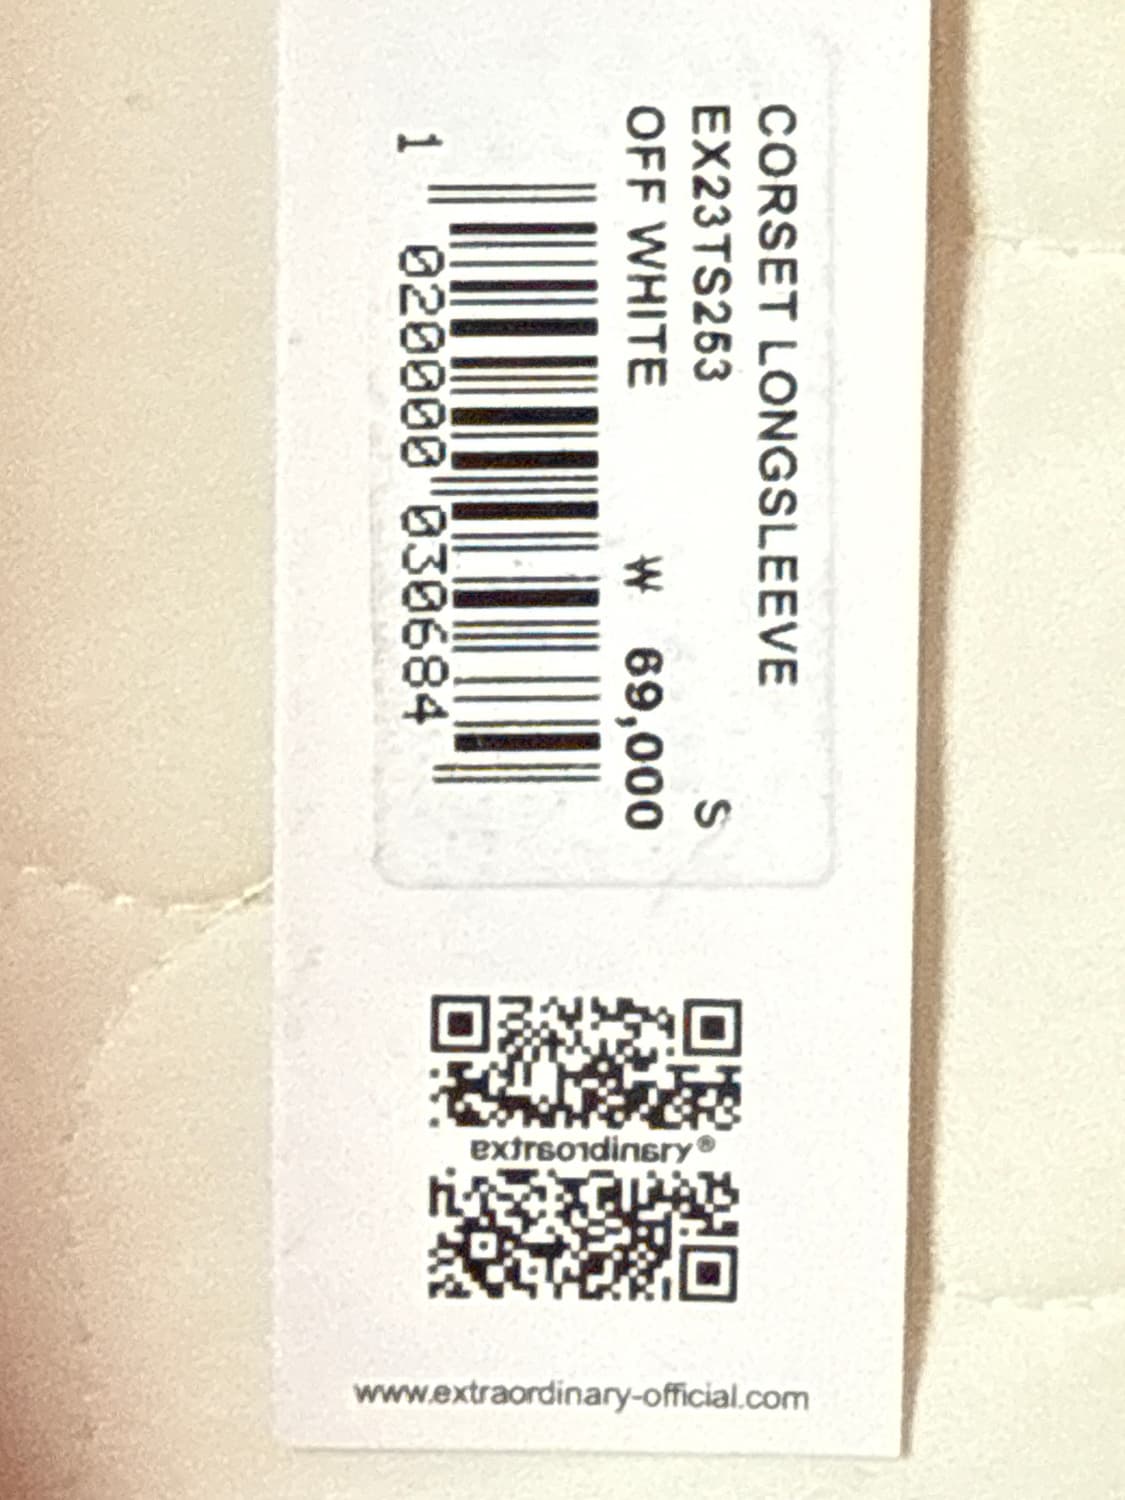 CORSET LONGSLEEVE
EX23TS253 S
OFF WHITE ₩ 69,000
1 020000 030684
extraordinary®
www.extraordinary-official.com